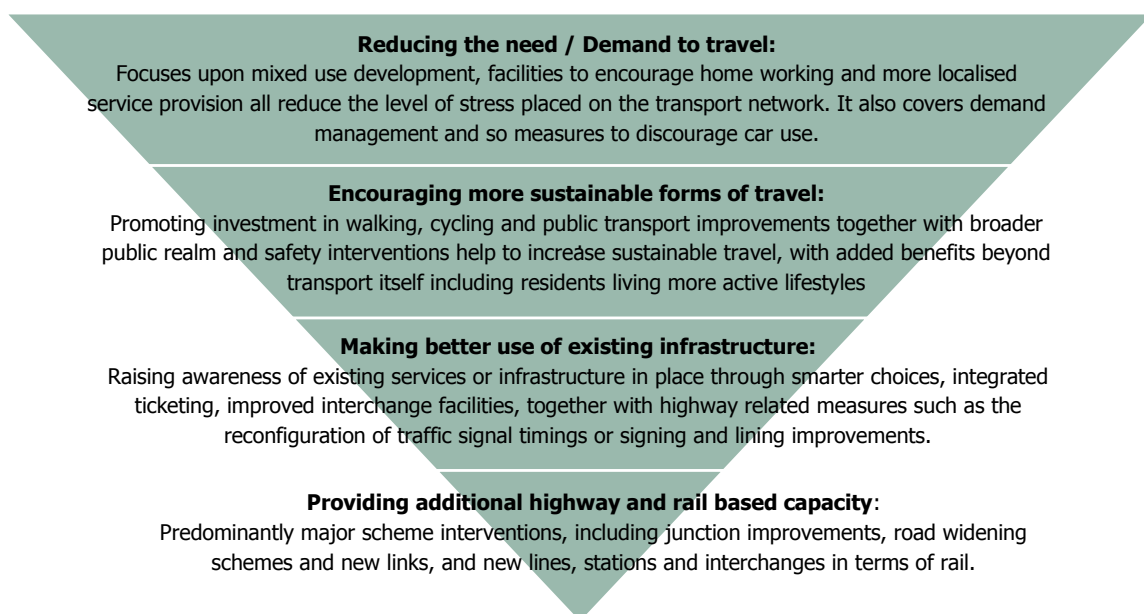 Reducing the need / Demand to travel:
Focuses upon mixed use development, facilities to encourage home working and more localised
service provision all reduce the level of stress placed on the transport network. It also covers demand
management and so measures to discourage car use.
Encouraging more sustainable forms of travel:
Promoting investment in walking, cycling and public transport improvements together with broader
public realm and safety interventions help to increase sustainable travel, with added benefits beyond
transport itself including residents living more active lifestyles
Making better use of existing infrastructure:
Raising awareness of existing services or infrastructure in place through smarter choices, integrated
ticketing, improved interchange facilities, together with highway related measures such as the
reconfiguration of traffic signal timings or signing and lining improvements.
Providing additional highway and rail based capacity:
Predominantly major scheme interventions, including junction improvements, road widening
schemes and new links, and new lines, stations and interchanges in terms of rail.